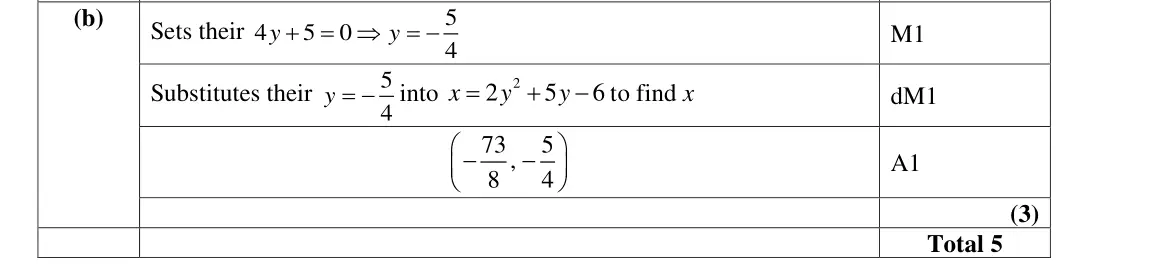 (b) Sets their 4y + 5 = 0 ⇒ y = −5/4 M1
Substitutes their y = −5/4 into x = 2y² + 5y − 6 to find x dM1
(−73/8, −5/4) A1
(3)
Total 5